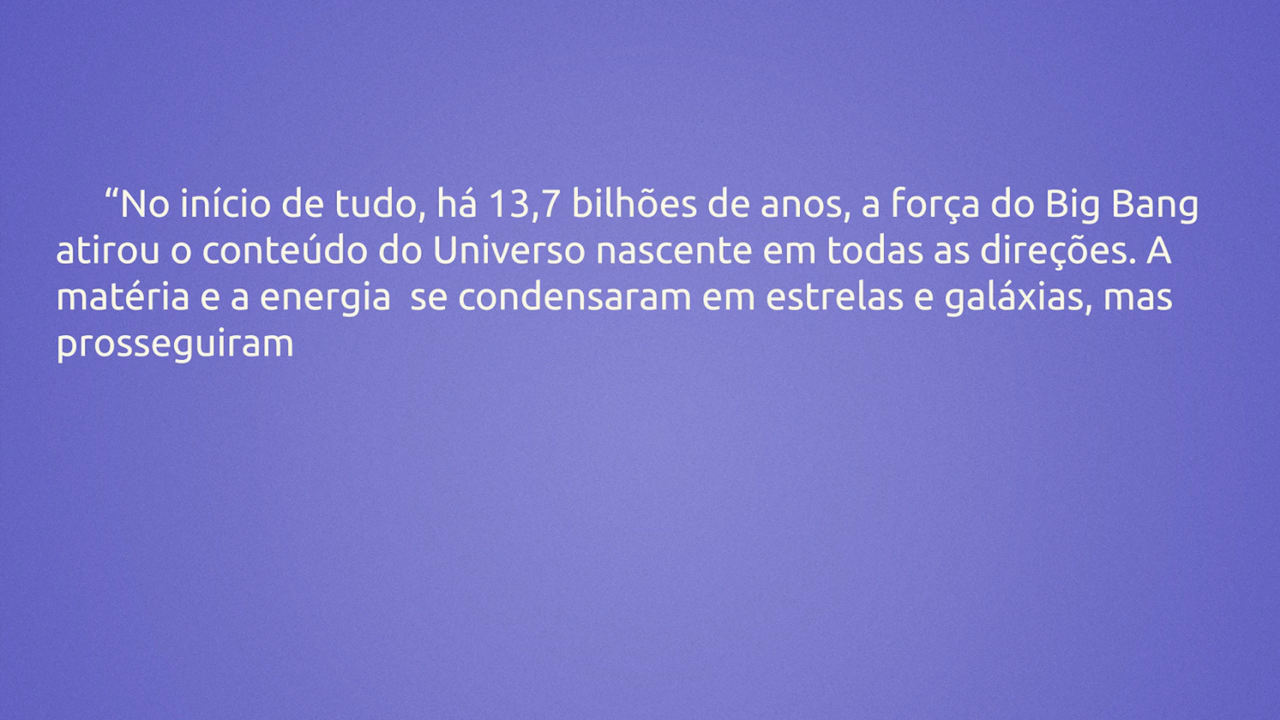 “No início de tudo, há 13,7 bilhões de anos, a força do Big Bang
atirou o conteúdo do Universo nascente em todas as direções. A
matéria e a energia  se condensaram em estrelas e galáxias, mas
prosseguiram